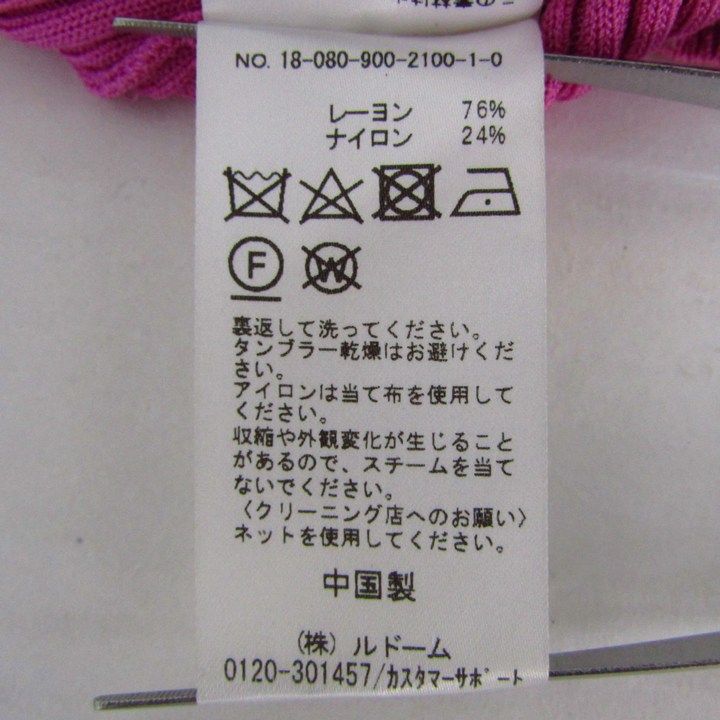 この素材は
NO. 18-080-900-2100-1-0
レーヨン 76%
ナイロン 24%
F
W
裏返して洗ってください。
タンブラー乾燥はお避けくだ
さい。
アイロンは当て布を使用して
ください。
収縮や外観変化が生じること
があるので、スチームを当て
ないでください。
〈クリーニング店へのお願い〉
ネットを使用してください。
中国製
(株) ルドーム
0120-301457/カスタマーサポート